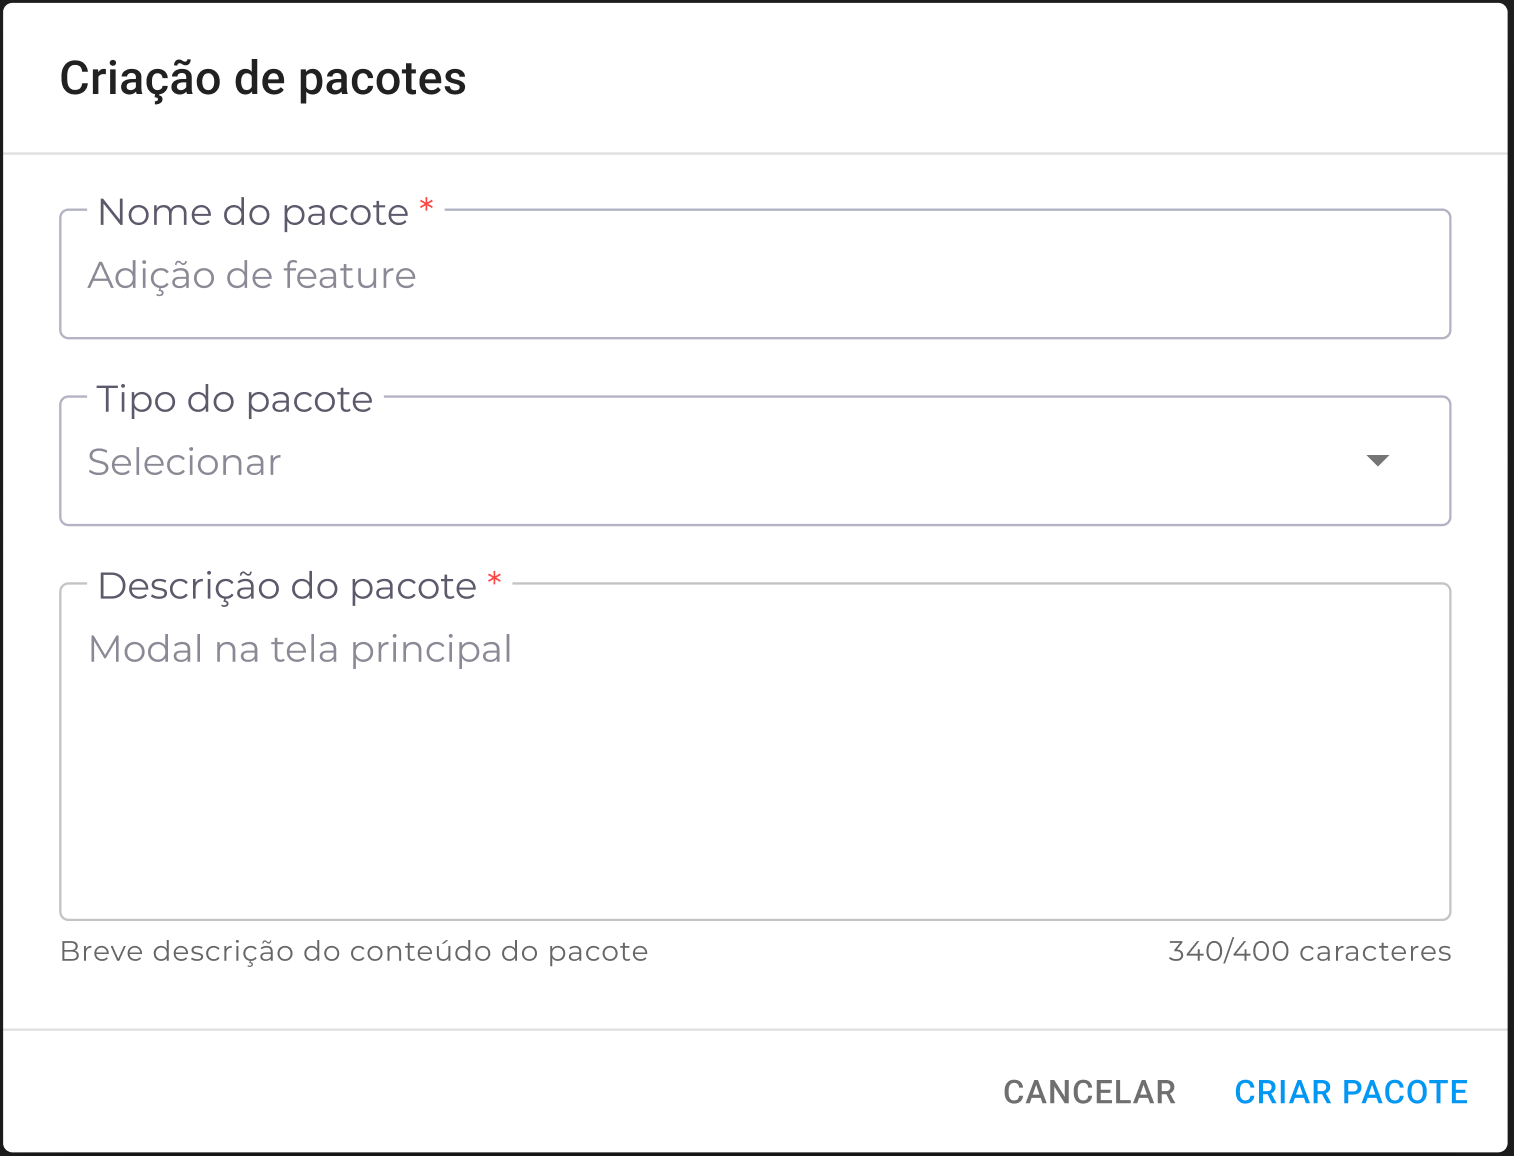 Criação de pacotes
Nome do pacote *
Adição de feature
Tipo do pacote
Selecionar
Descrição do pacote *
Modal na tela principal
Breve descrição do conteúdo do pacote
340/400 caracteres
CANCELAR
CRIAR PACOTE